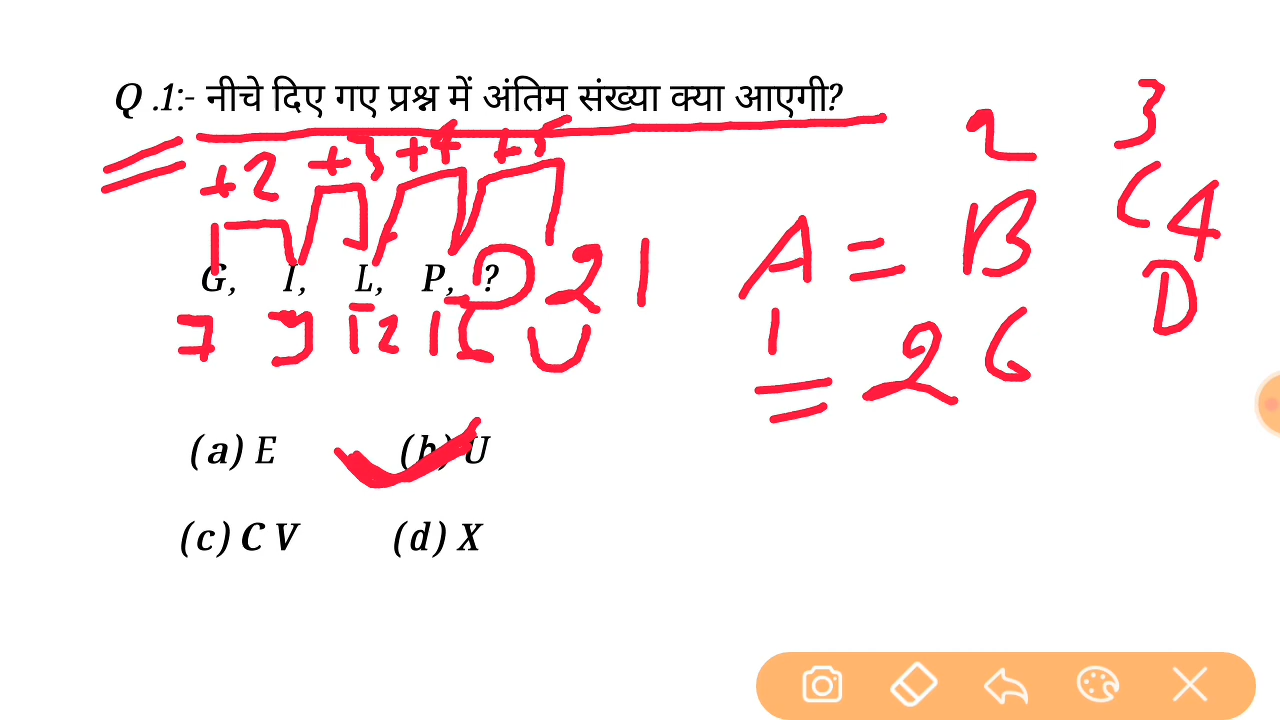 Q .1:- नीचे दिए गए प्रश्न में अंतिम संख्या क्या आएगी?
2 3
+2 +3 +4 +5
A = B C 4
G, I, L, P, ? 21 D
7 9 12 16 U 1
= 26
(a) E (b) U
(c) C V (d) X